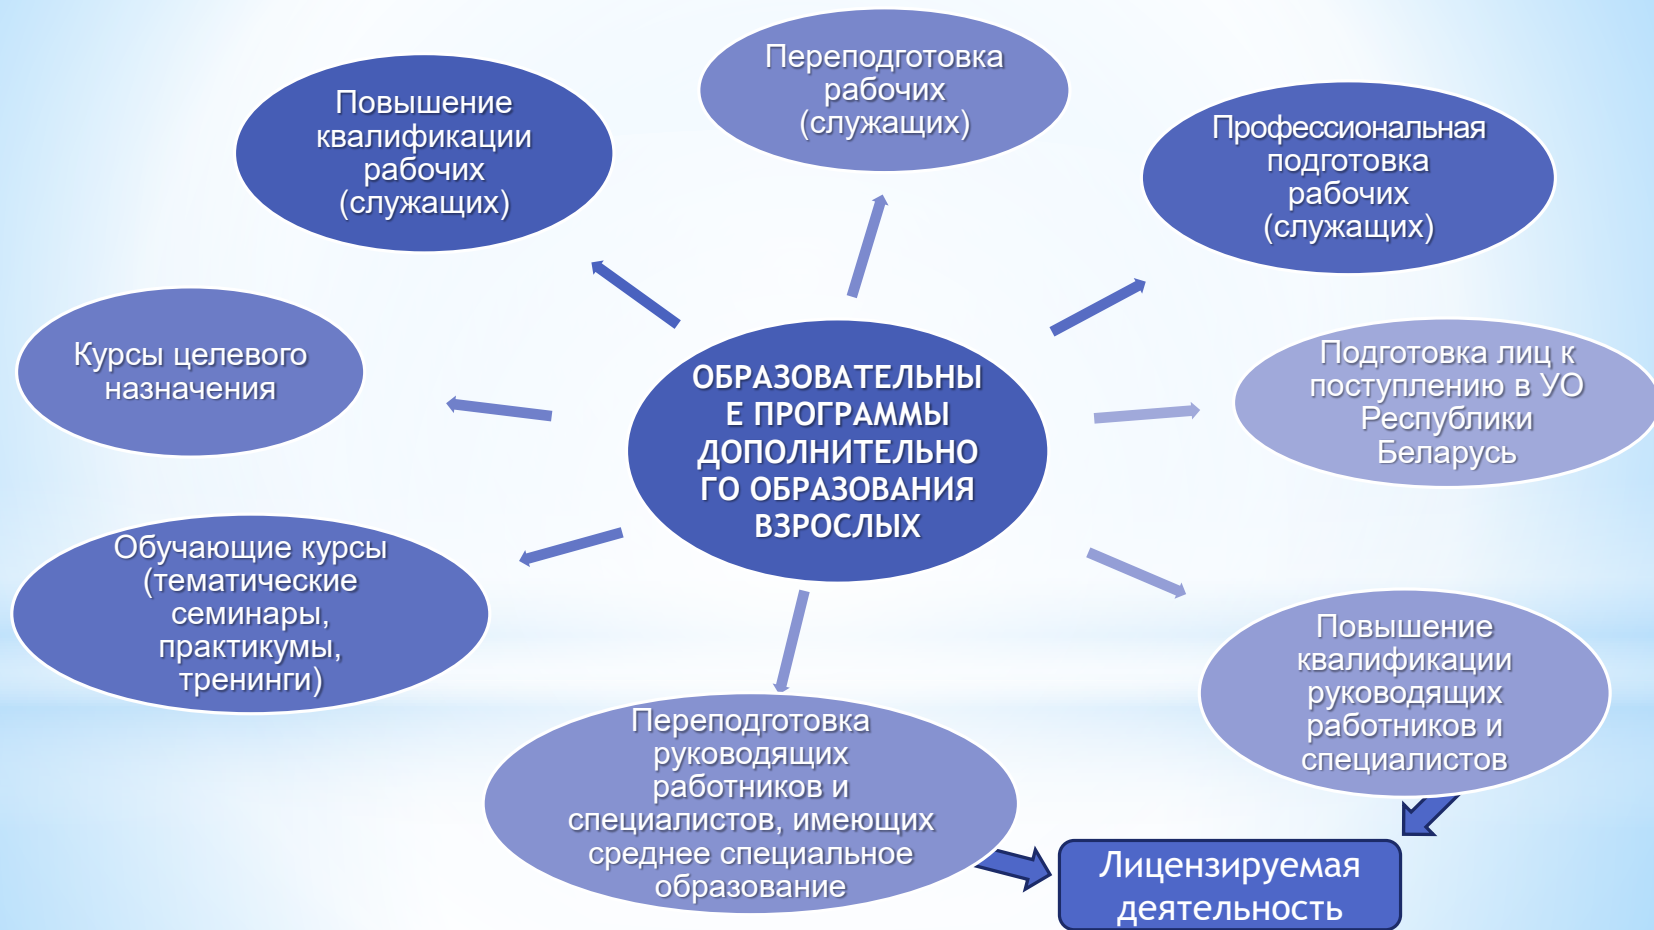 Переподготовка
рабочих
(служащих)
Повышение
квалификации
рабочих
(служащих)
Профессиональная
подготовка
рабочих
(служащих)
Курсы целевого
назначения
ОБРАЗОВАТЕЛЬНЫ
Е ПРОГРАММЫ
ДОПОЛНИТЕЛЬНО
ГО ОБРАЗОВАНИЯ
ВЗРОСЛЫХ
Подготовка лиц к
поступлению в УО
Республики
Беларусь
Обучающие курсы
(тематические
семинары,
практикумы,
тренинги)
Повышение
квалификации
руководящих
работников и
специалистов
Переподготовка
руководящих
работников и
специалистов, имеющих
среднее специальное
образование
Лицензируемая
деятельность